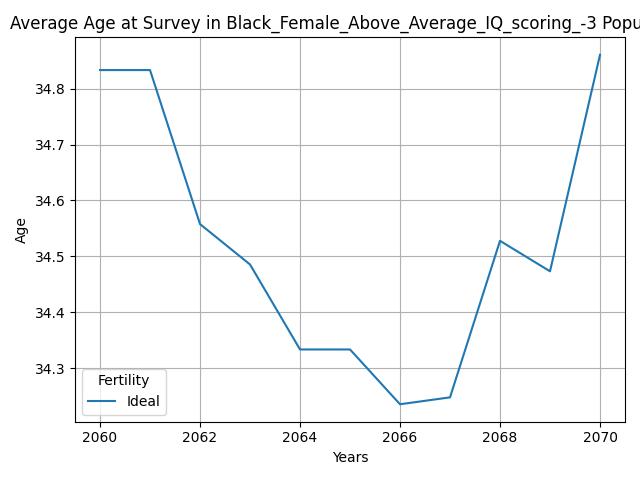 Average Age at Survey in Black_Female_Above_Average_IQ_scoring_-3 Popu
34.8
34.7
34.6
34.5
34.4
34.3
Age
Fertility
Ideal
2060 2062 2064 2066 2068 2070
Years